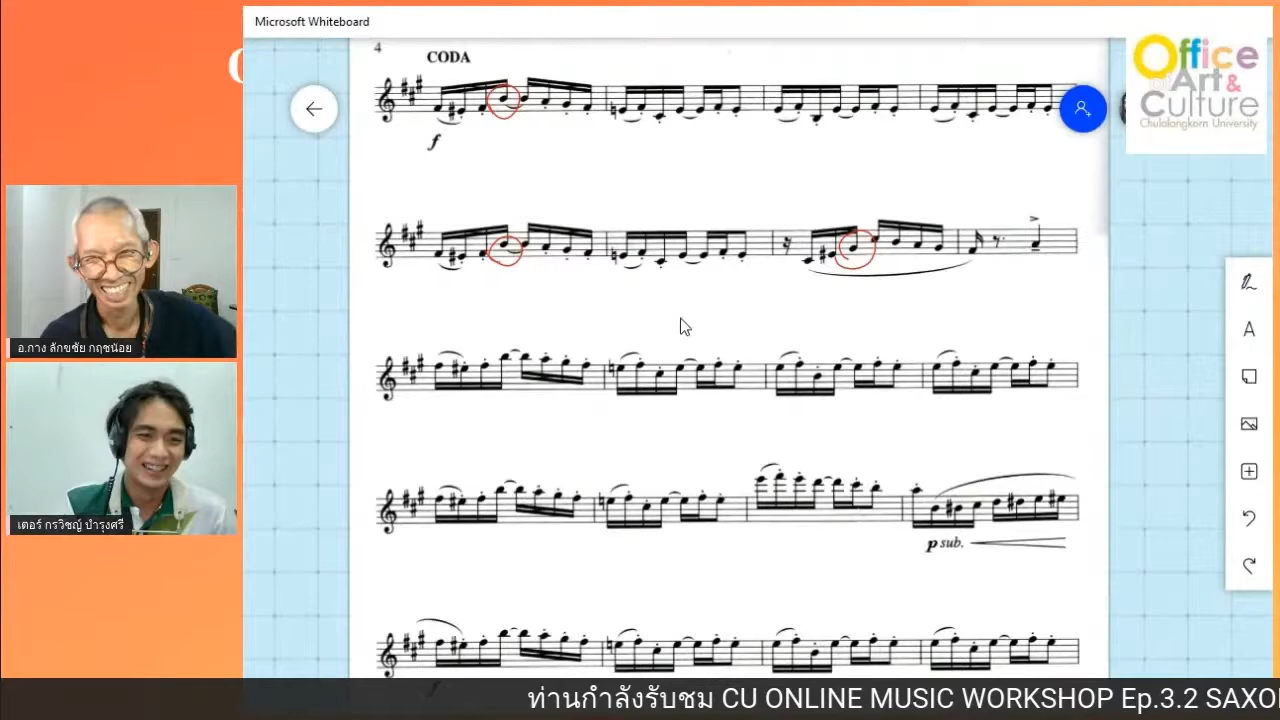 Microsoft Whiteboard
Office
of
Art &
Culture
Chulalongkorn University
4
CODA
f
อ.กาง ลักขชัย กฤชน้อย
เตอร์ กรวิชญ์ บำรุงศรี
p sub.
A
ท่านกำลังรับชม CU ONLINE MUSIC WORKSHOP Ep.3.2 SAXO